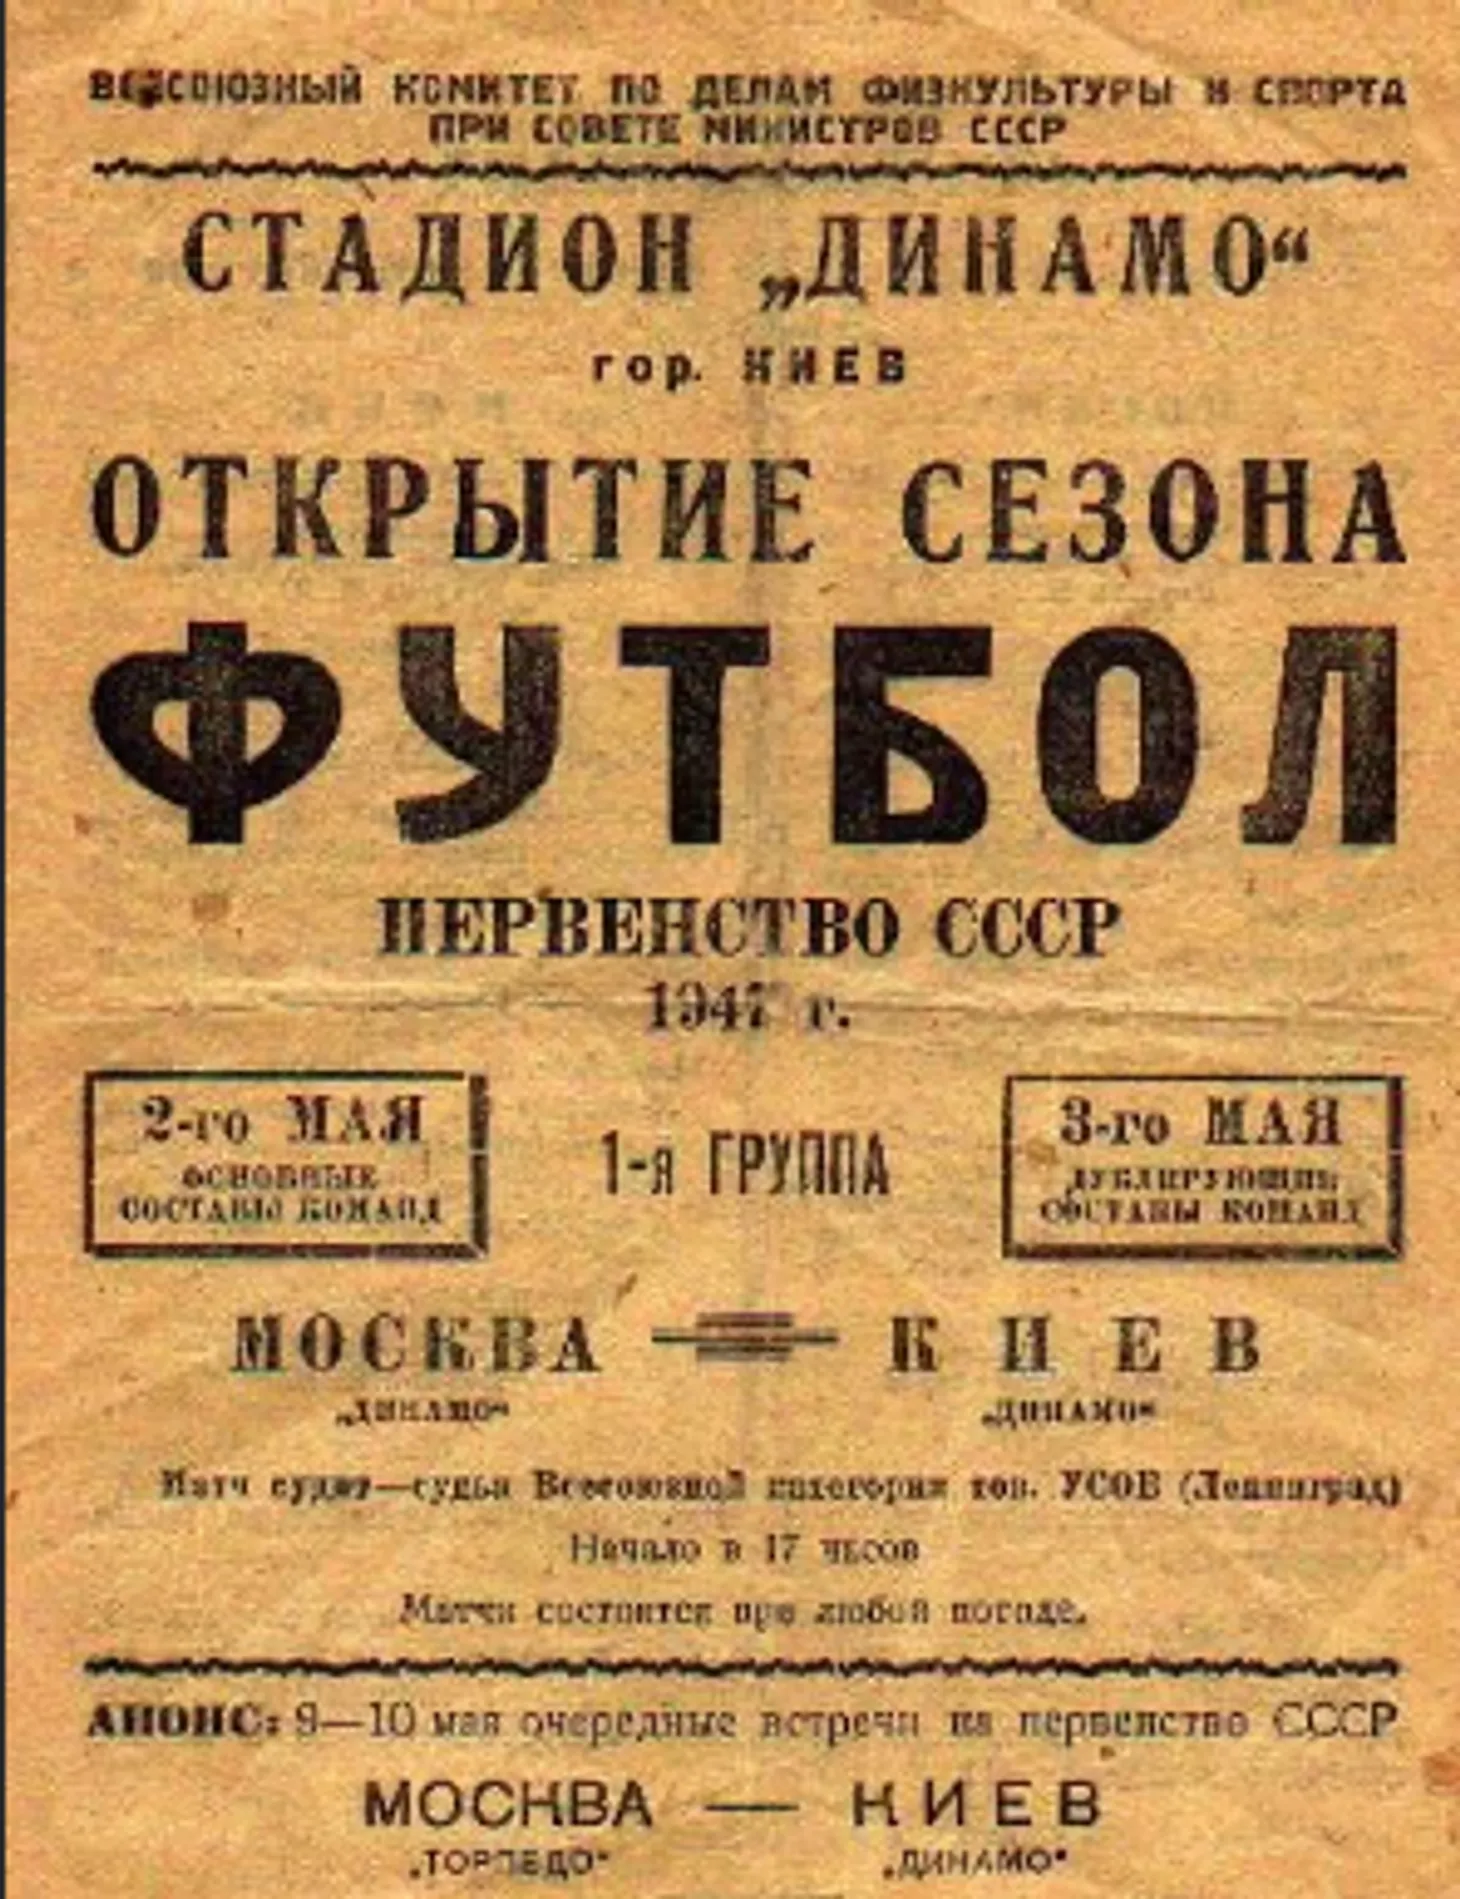 ВСЕСОЮЗНЫЙ КОМИТЕТ ПО ДЕЛАМ ФИЗКУЛЬТУРЫ И СПОРТА
ПРИ СОВЕТЕ МИНИСТРОВ СССР
СТАДИОН „ДИНАМО“
гор. КИЕВ
ОТКРЫТИЕ СЕЗОНА
ФУТБОЛ
ПЕРВЕНСТВО СССР
1947 г.
2-го МАЯ
ОСНОВНЫЕ
СОСТАВЫ КОМАНД
1-я ГРУППА
3-го МАЯ
ДУБЛИРУЮЩИЕ
СОСТАВЫ КОМАНД
МОСКВА — КИЕВ
„ДИНАМО“ „ДИНАМО“
Матч судит—судья Всесоюзной категории тов. УСОВ (Ленинград)
Начало в 17 часов
Матчи состоятся при любой погоде.
АНОНС: 9—10 мая очередные встречи на первенство СССР
МОСКВА — КИЕВ
„ТОРПЕДО“ „ДИНАМО“